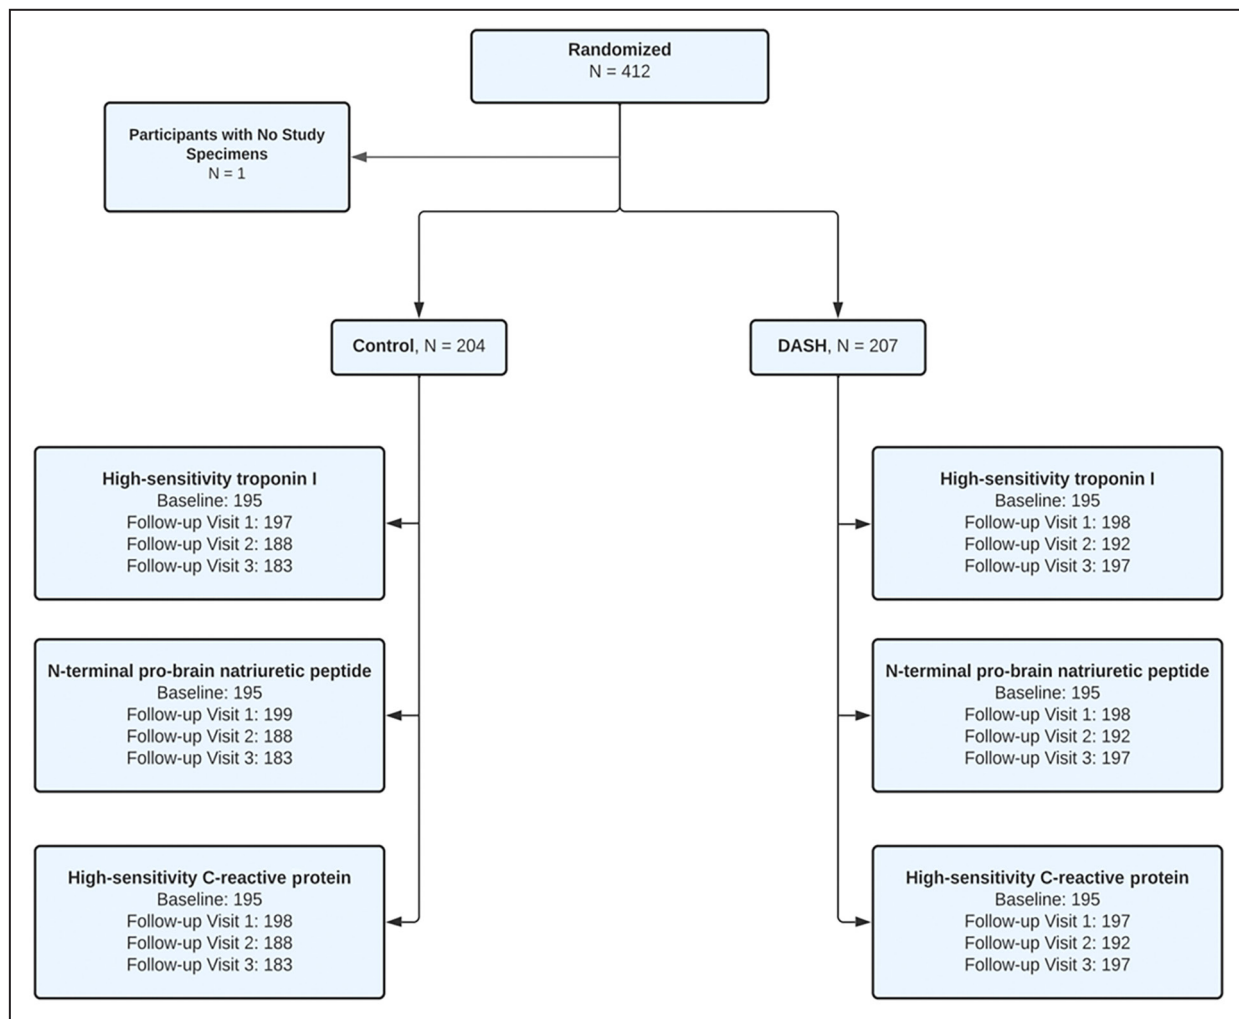 Randomized
N = 412
Participants with No Study
Specimens
N = 1
Control, N = 204
DASH, N = 207
High-sensitivity troponin I
Baseline: 195
Follow-up Visit 1: 197
Follow-up Visit 2: 188
Follow-up Visit 3: 183
High-sensitivity troponin I
Baseline: 195
Follow-up Visit 1: 198
Follow-up Visit 2: 192
Follow-up Visit 3: 197
N-terminal pro-brain natriuretic peptide
Baseline: 195
Follow-up Visit 1: 199
Follow-up Visit 2: 188
Follow-up Visit 3: 183
N-terminal pro-brain natriuretic peptide
Baseline: 195
Follow-up Visit 1: 198
Follow-up Visit 2: 192
Follow-up Visit 3: 197
High-sensitivity C-reactive protein
Baseline: 195
Follow-up Visit 1: 198
Follow-up Visit 2: 188
Follow-up Visit 3: 183
High-sensitivity C-reactive protein
Baseline: 195
Follow-up Visit 1: 197
Follow-up Visit 2: 192
Follow-up Visit 3: 197